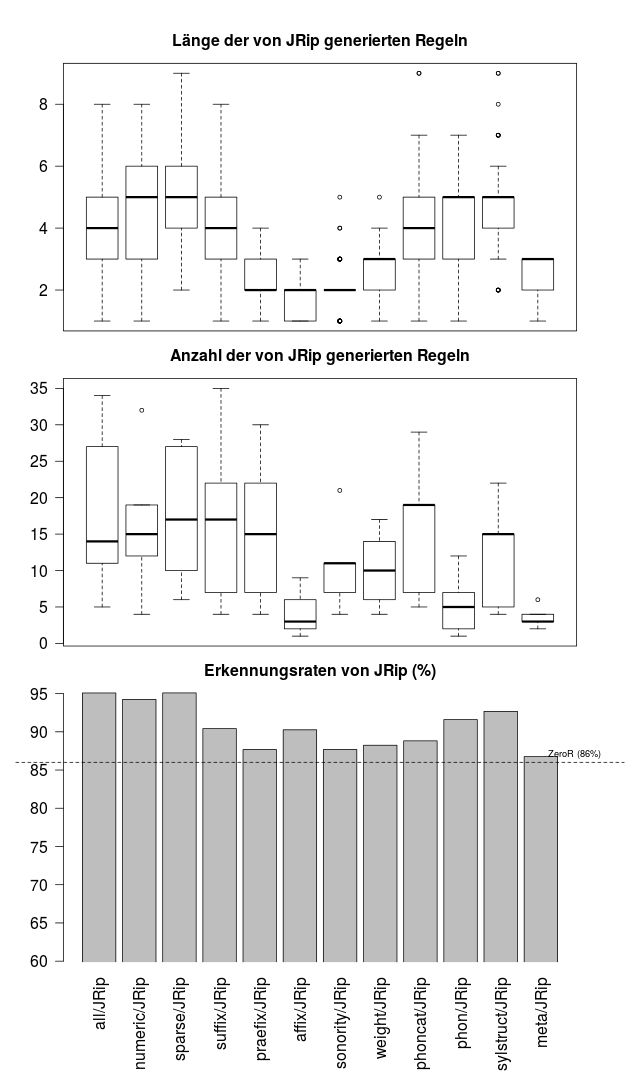 Länge der von JRip generierten Regeln
8
6
4
2
Anzahl der von JRip generierten Regeln
35
30
25
20
15
10
5
0
Erkennungsraten von JRip (%)
95
90
85
80
75
70
65
60
ZeroR (86%)
all/JRip
numeric/JRip
sparse/JRip
suffix/JRip
praefix/JRip
affix/JRip
sonority/JRip
weight/JRip
phoncat/JRip
phon/JRip
sylstruct/JRip
meta/JRip